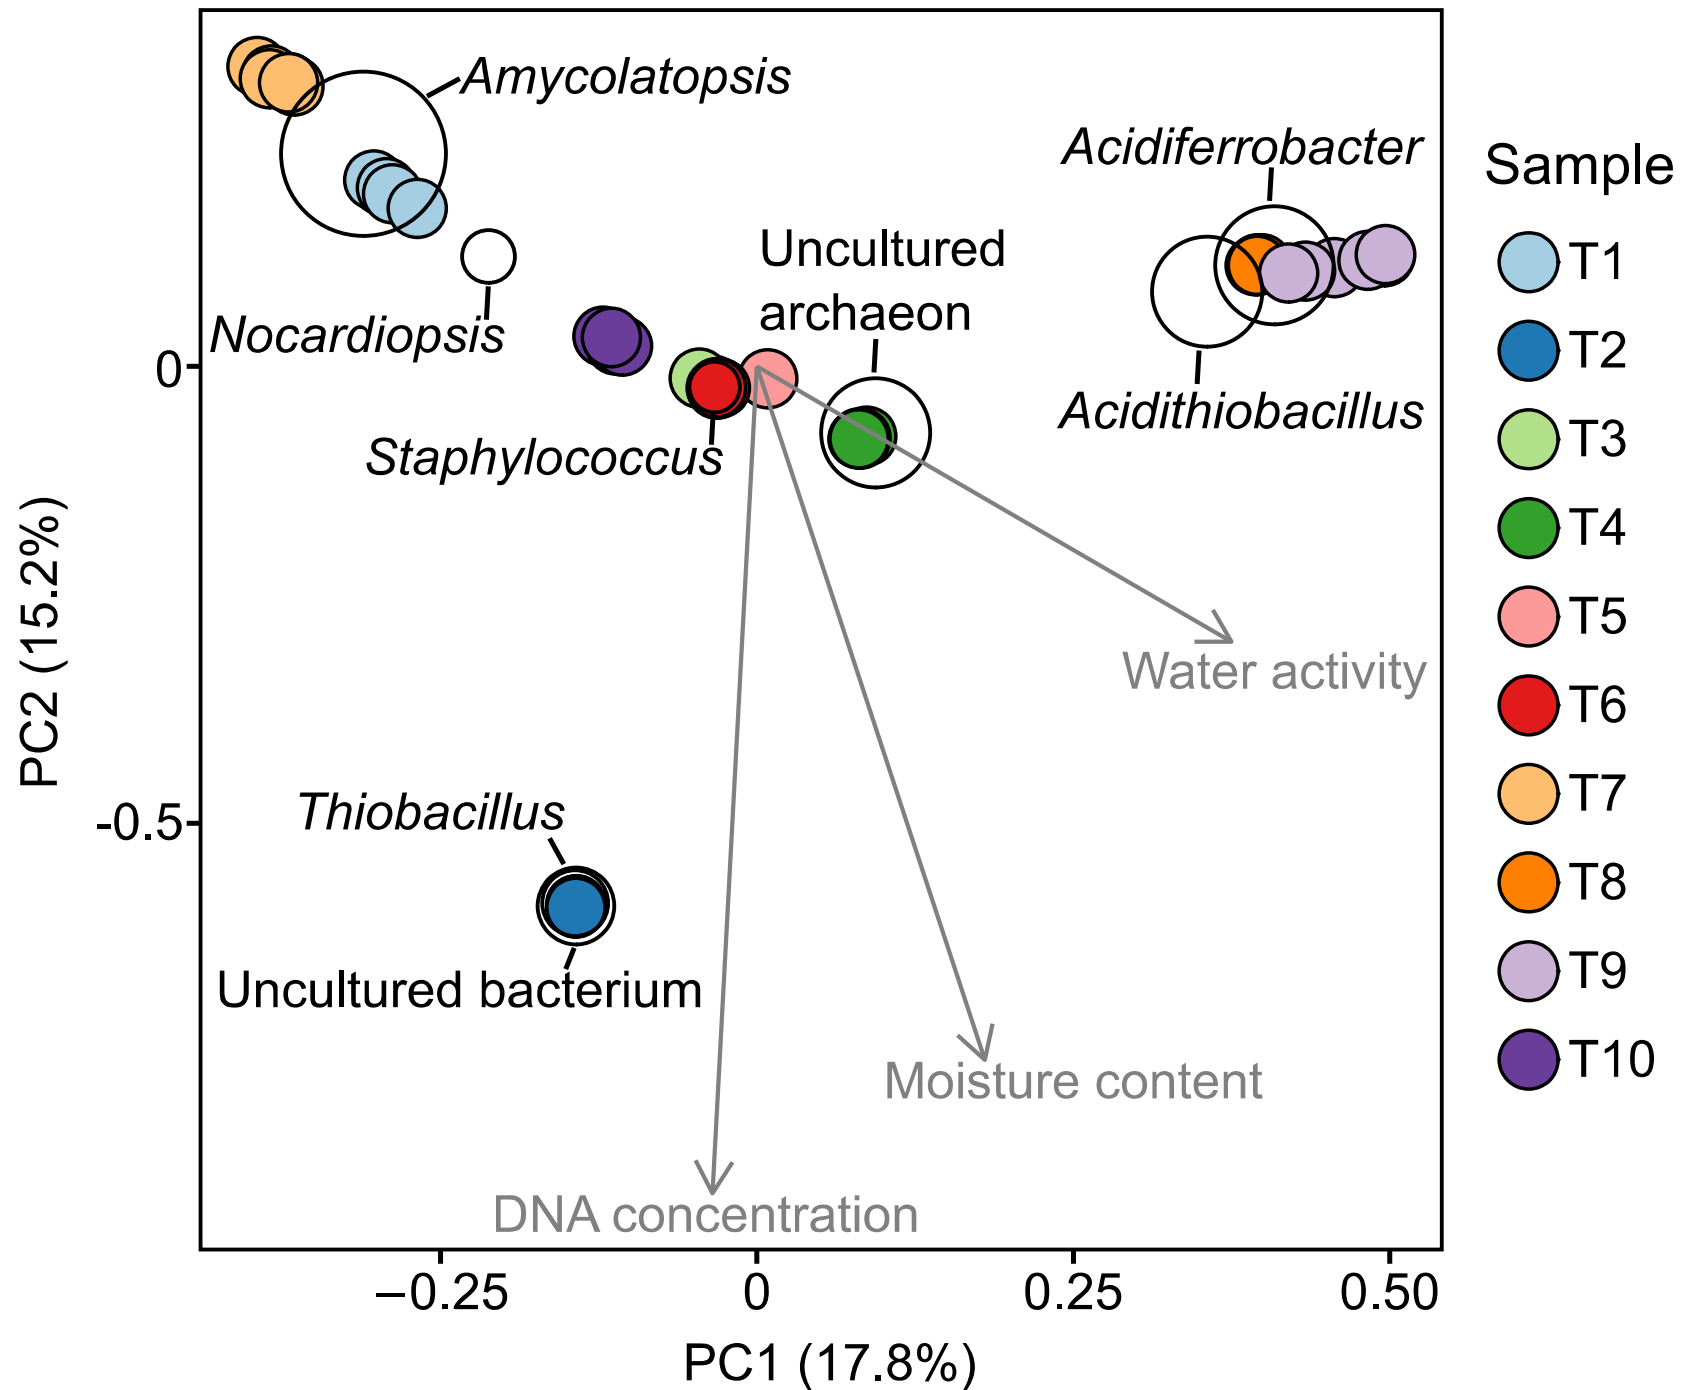 Amycolatopsis
Acidiferrobacter
Sample
Uncultured
archaeon
T1
Nocardiopsis
T2
0
Acidithiobacillus
T3
Staphylococcus
T4
T5
Water activity
T6
PC2 (15.2%)
T7
Thiobacillus
-0.5
T8
Uncultured bacterium
T9
Moisture content
T10
DNA concentration
–0.25
0
0.25
0.50
PC1 (17.8%)